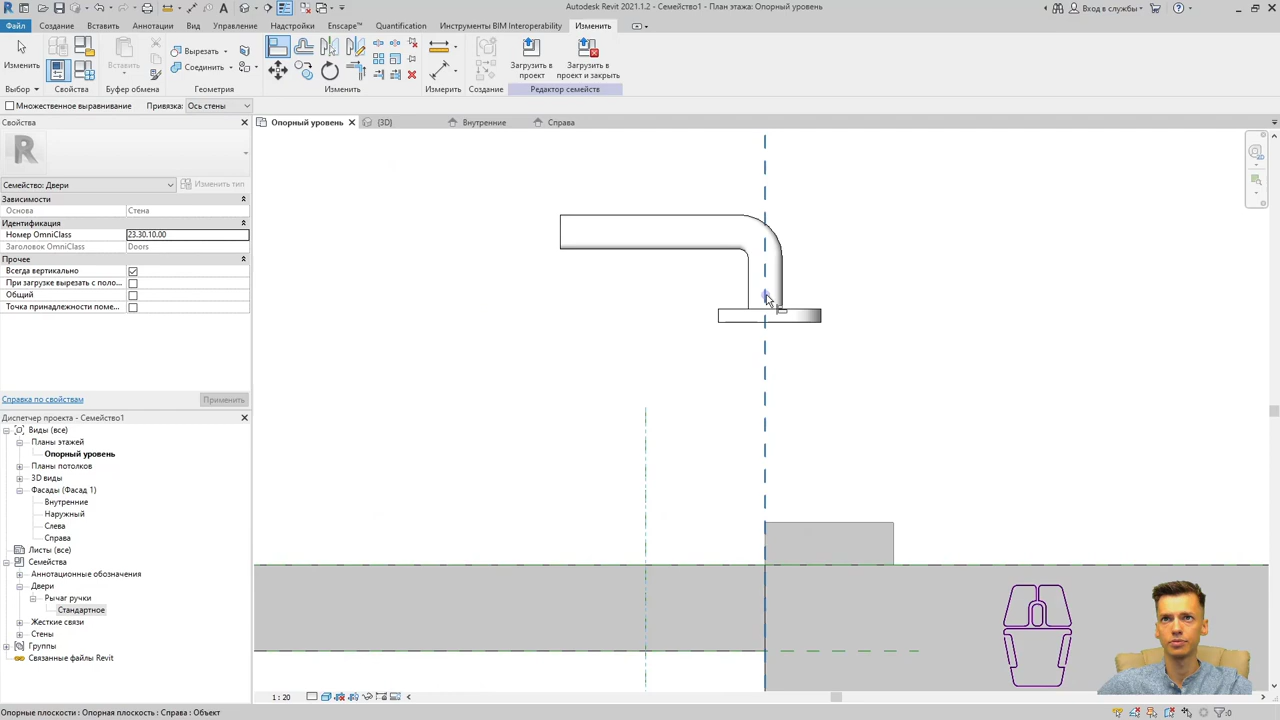 Autodesk Revit 2021.1.2 - Семейство1 - План этажа: Опорный уровень
Вход в службы
Файл Создание Вставить Аннотации Вид Управление Надстройки Enscape™ Quantification Инструменты BIM Interoperability Изменить
Изменить Вставить Вырезать Соединить Загрузить в проект Загрузить в проект и закрыть
Выбор Свойства Буфер обмена Геометрия Изменить Измерить Создание Редактор семейств
Множественное выравнивание Привязка: Ось стены
Свойства
Опорный уровень {3D} Внутренние Справа
R
Семейство: Двери Изменить тип
Зависимости
Основа Стена
Идентификация
Номер OmniClass 23.30.10.00
Заголовок OmniClass Doors
Прочее
Всегда вертикально
При загрузке вырезать с поло...
Общий
Точка принадлежности поме...
Справка по свойствам Применить
Диспетчер проекта - Семейство1
Виды (все)
Планы этажей
Опорный уровень
Планы потолков
3D виды
Фасады (Фасад 1)
Внутренние
Наружный
Слева
Справа
Листы (все)
Семейства
Аннотационные обозначения
Двери
Рычаг ручки
Стандартное
Жесткие связи
Стены
Группы
Связанные файлы Revit
1 : 20
Опорные плоскости : Опорная плоскость : Справа : Объект
:0